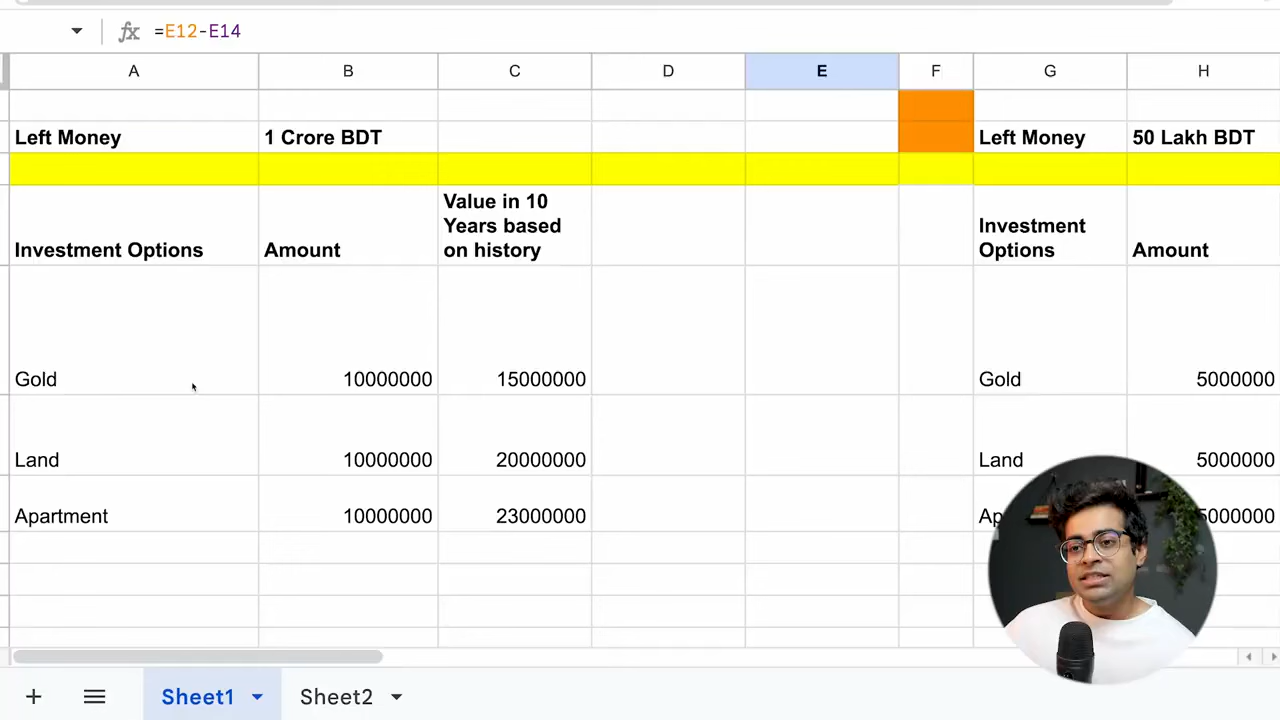 =E12-E14
A B C D E F G H
Left Money 1 Crore BDT Left Money 50 Lakh BDT
Investment Options Amount Value in 10 Years based on history Investment Options Amount
Gold 10000000 15000000 Gold 5000000
Land 10000000 20000000 Land 5000000
Apartment 10000000 23000000
Sheet1 Sheet2